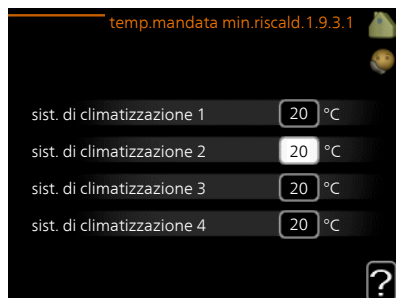 temp.mandata min.riscald.1.9.3.1
sist. di climatizzazione 1 20 °C
sist. di climatizzazione 2 20 °C
sist. di climatizzazione 3 20 °C
sist. di climatizzazione 4 20 °C
?